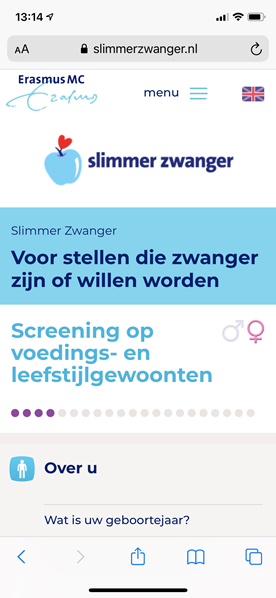 13:14
AA
slimmerzwanger.nl
Erasmus MC
Erasmus
menu
slimmer zwanger
Slimmer Zwanger
Voor stellen die zwanger
zijn of willen worden
Screening op
voedings- en
leefstijlgewoonten
Over u
Wat is uw geboortejaar?